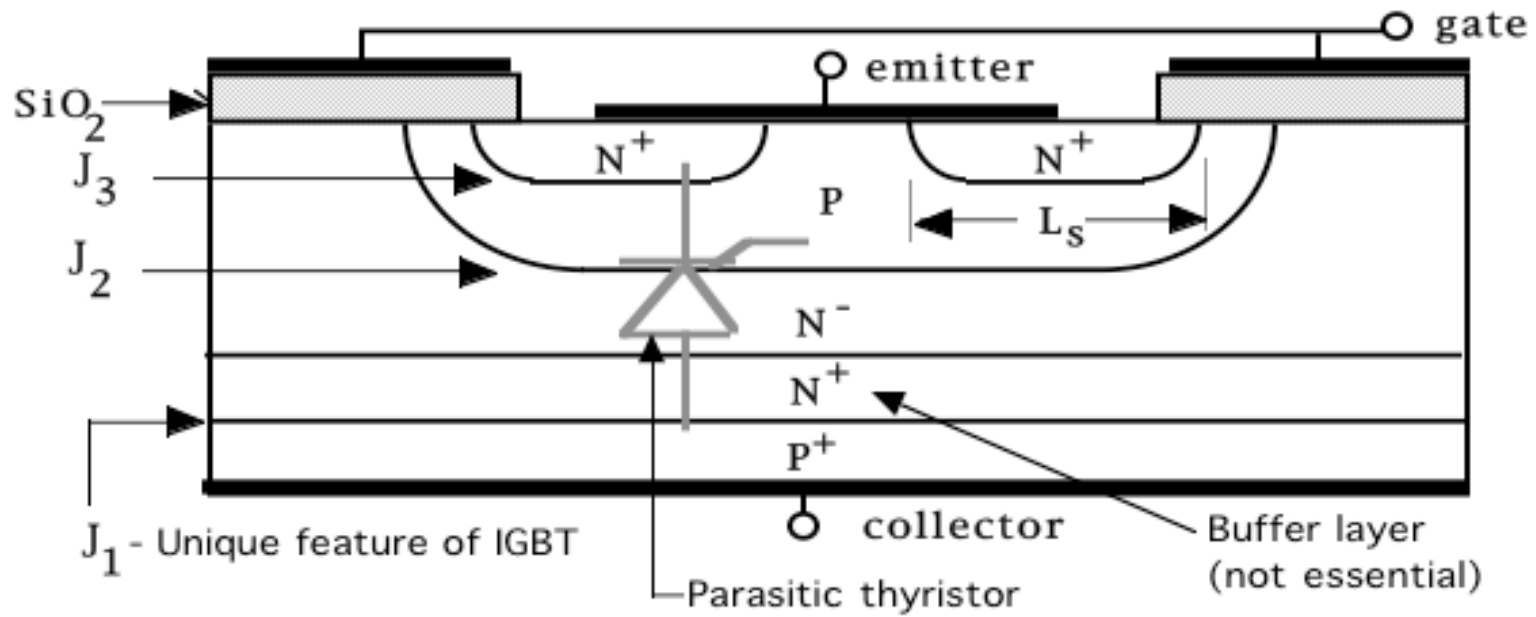 gate
emitter
SiO₂
N⁺
N⁺
J₃
P
Lₛ
J₂
N⁻
N⁺
P⁺
collector
J₁ - Unique feature of IGBT
Buffer layer
(not essential)
Parasitic thyristor